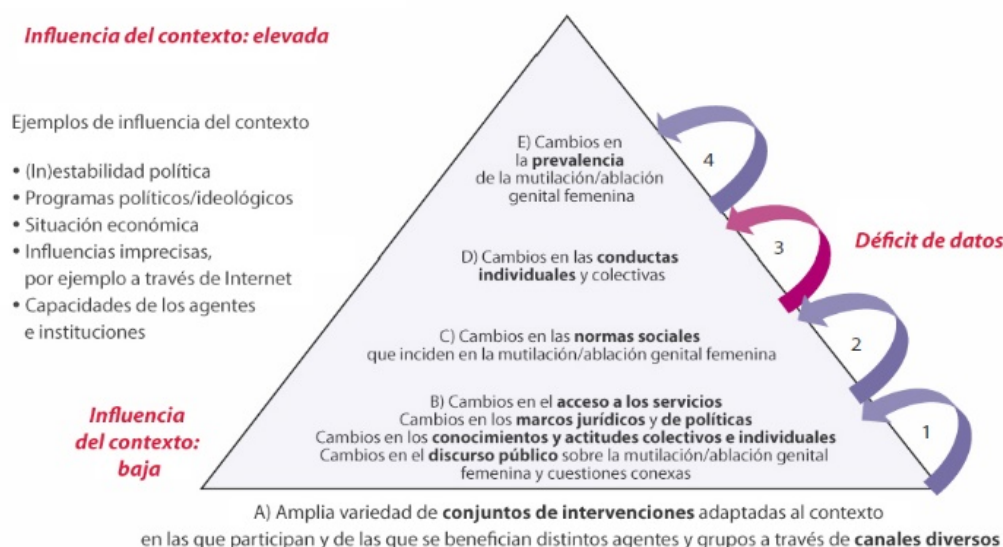 Influencia del contexto: elevada
Ejemplos de influencia del contexto
• (In)estabilidad política
• Programas políticos/ideológicos
• Situación económica
• Influencias imprecisas,
por ejemplo a través de Internet
• Capacidades de los agentes
e instituciones
Influencia
del contexto:
baja
E) Cambios en
la prevalencia
de la mutilación/ablación
genital femenina
D) Cambios en las conductas
individuales y colectivas
C) Cambios en las normas sociales
que inciden en la mutilación/ablación genital femenina
B) Cambios en el acceso a los servicios
Cambios en los marcos jurídicos y de políticas
Cambios en los conocimientos y actitudes colectivos e individuales
Cambios en el discurso público sobre la mutilación/ablación genital
femenina y cuestiones conexas
4
3
2
1
Déficit de datos
A) Amplia variedad de conjuntos de intervenciones adaptadas al contexto
en las que participan y de las que se benefician distintos agentes y grupos a través de canales diversos